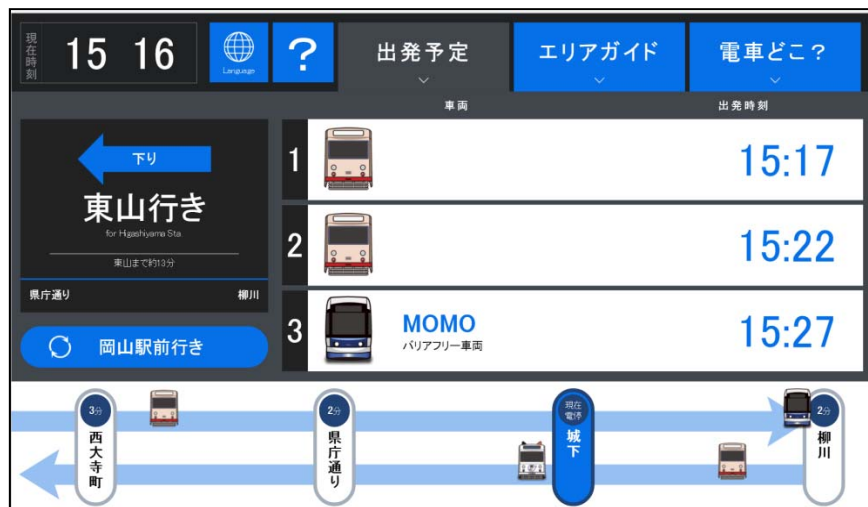 現在時刻
15 16
Language
?
出発予定
エリアガイド
電車どこ？
車両
出発時刻
下り
東山行き
for Higashiyama Sta.
東山まで約13分
県庁通り
柳川
岡山駅前行き
1
15:17
2
15:22
3
MOMO
バリアフリー車両
15:27
3分
西大寺町
2分
県庁通り
現在
電停
城下
2分
柳川